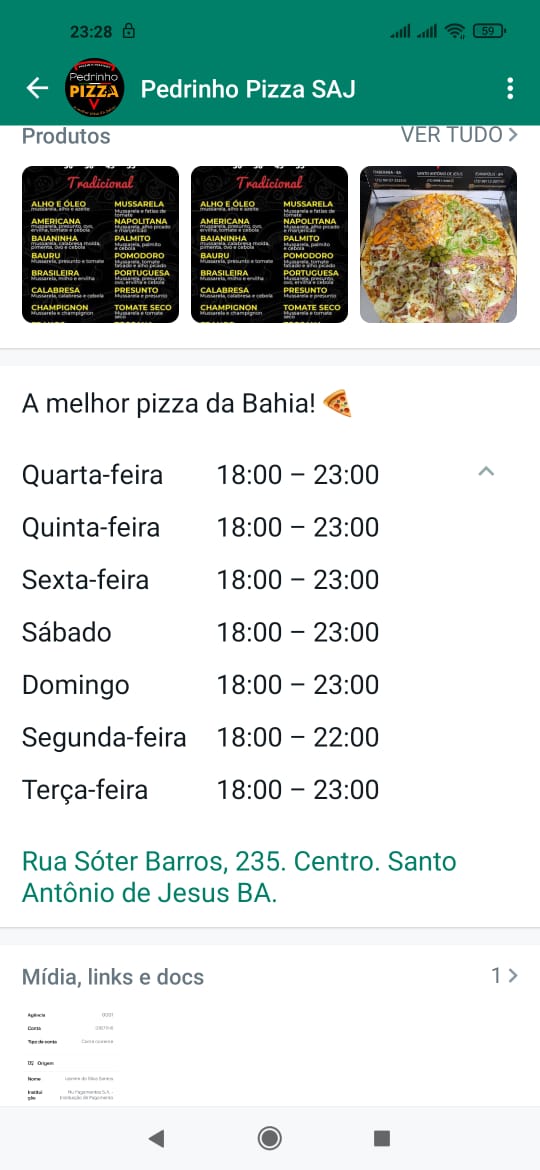 23:28
59
Pedrinho
PIZZA
Pedrinho Pizza SAJ
Produtos
VER TUDO
Tradicional
ALHO E ÓLEO
mussarela, alho e azeite
AMERICANA
mussarela, presunto, ovo,
ervilha, tomate e cebola
BAIANINHA
mussarela, calabresa moída,
pimenta, ovo e cebola
BAURU
Mussarela, presunto e tomate
BRASILEIRA
Mussarela, milho e ervilha
CALABRESA
Mussarela, calabresa e cebola
CHAMPIGNON
Mussarela e champignon
MUSSARELA
Mussarela e fatias de
tomate
NAPOLITANA
Mussarela, alho picado
e manjericão
PALMITO
Mussarela, palmito
e cebola
POMODORO
Mussarela, tomate
fatiado e alho picado
PORTUGUESA
Mussarela, presunto,
ovo, ervilha e cebola
PRESUNTO
Mussarela e presunto
TOMATE SECO
Mussarela e tomate
seco
Tradicional
ALHO E ÓLEO
mussarela, alho e azeite
AMERICANA
mussarela, presunto, ovo,
ervilha, tomate e cebola
BAIANINHA
mussarela, calabresa moída,
pimenta, ovo e cebola
BAURU
Mussarela, presunto e tomate
BRASILEIRA
Mussarela, milho e ervilha
CALABRESA
Mussarela, calabresa e cebola
CHAMPIGNON
Mussarela e champignon
MUSSARELA
Mussarela e fatias de
tomate
NAPOLITANA
Mussarela, alho picado
e manjericão
PALMITO
Mussarela, palmito
e cebola
POMODORO
Mussarela, tomate
fatiado e alho picado
PORTUGUESA
Mussarela, presunto,
ovo, ervilha e cebola
PRESUNTO
Mussarela e presunto
TOMATE SECO
Mussarela e tomate
seco
SANTO ANTÔNIO DE JESUS
A melhor pizza da Bahia! 🍕
Quarta-feira 18:00 – 23:00
Quinta-feira 18:00 – 23:00
Sexta-feira 18:00 – 23:00
Sábado 18:00 – 23:00
Domingo 18:00 – 23:00
Segunda-feira 18:00 – 22:00
Terça-feira 18:00 – 23:00
Rua Sóter Barros, 235. Centro. Santo
Antônio de Jesus BA.
Mídia, links e docs 1
Agência 0001
Conta
Tipo de conta Conta corrente
Origem
Nome
Institui
ção